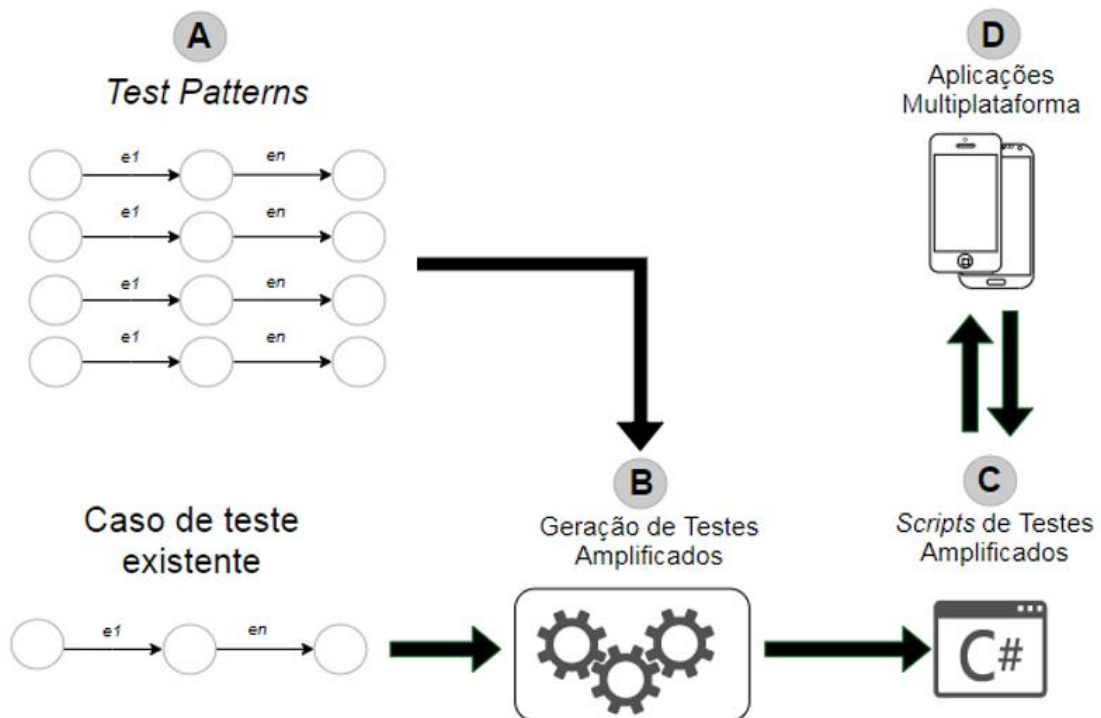 A
Test Patterns
e1 en
e1 en
e1 en
e1 en
D
Aplicações
Multiplataforma
Caso de teste
existente
e1 en
B
Geração de Testes
Amplificados
C
Scripts de Testes
Amplificados
C#